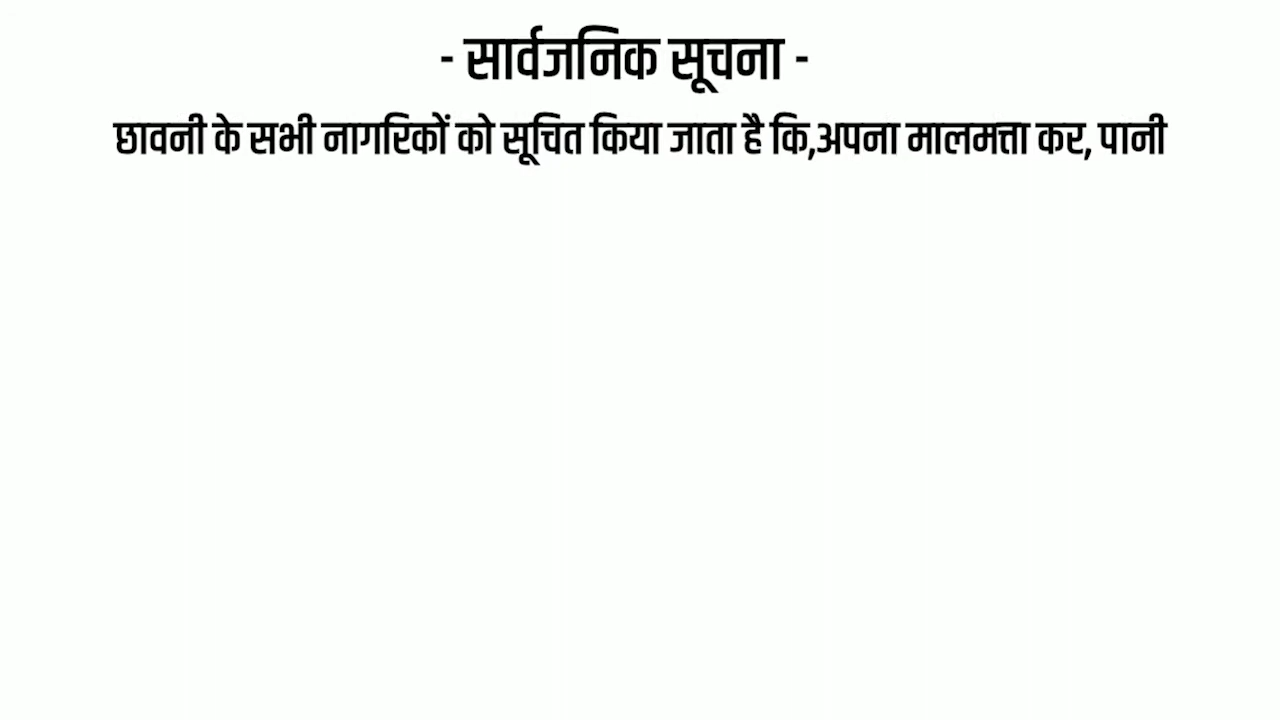 - सार्वजनिक सूचना -
छावनी के सभी नागरिकों को सूचित किया जाता है कि,अपना मालमत्ता कर, पानी